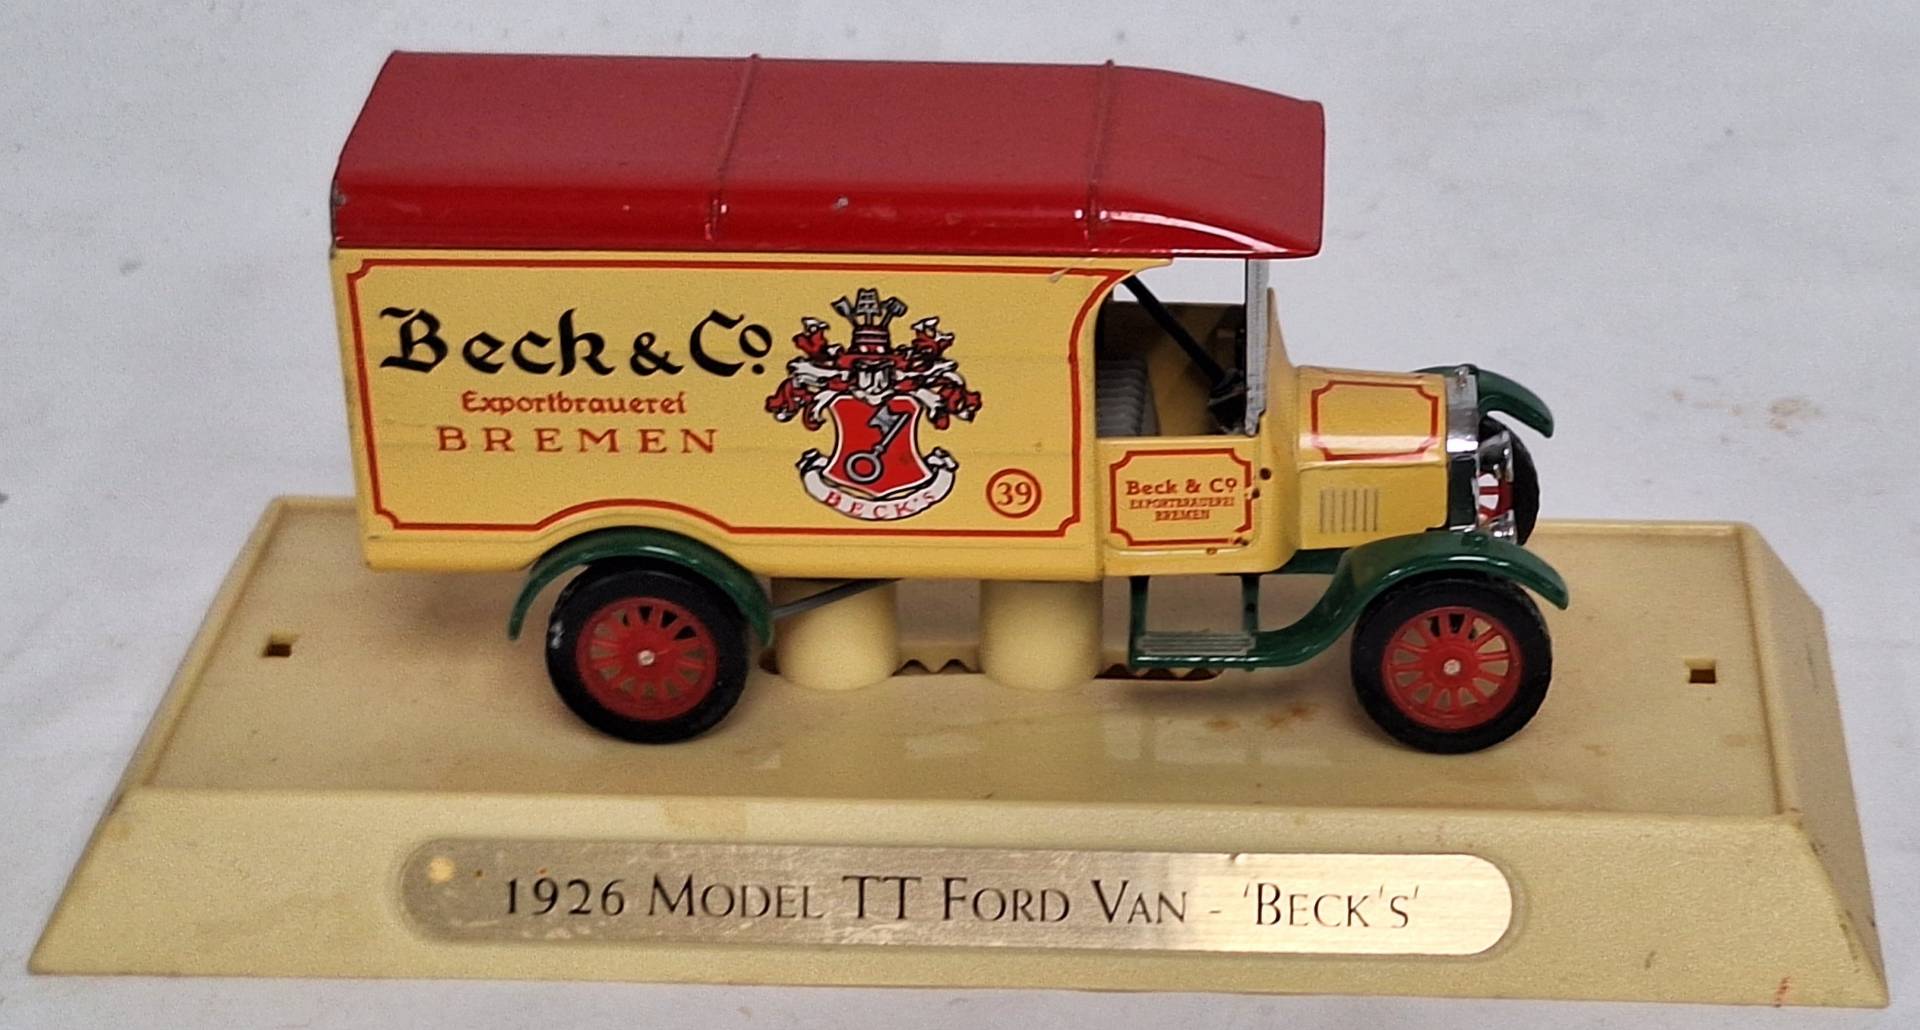 Beck & Co.
Exportbrauerei
BREMEN
BECK'S
39
Beck & Co.
EXPORTBRAUEREI
BREMEN
1926 MODEL TT FORD VAN - 'BECK'S'